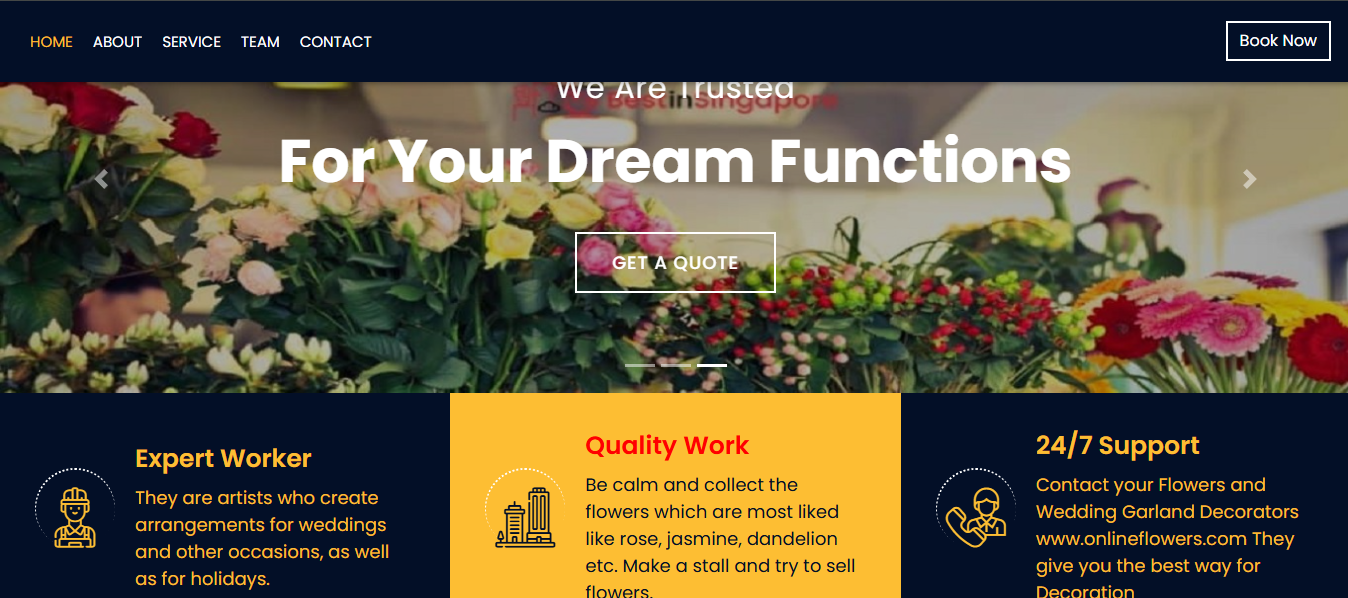 HOME ABOUT SERVICE TEAM CONTACT Book Now
We Are Trusted
BestinSingapore
For Your Dream Functions
GET A QUOTE
Expert Worker
They are artists who create
arrangements for weddings
and other occasions, as well
as for holidays.
Quality Work
Be calm and collect the
flowers which are most liked
like rose, jasmine, dandelion
etc. Make a stall and try to sell
flowers.
24/7 Support
Contact your Flowers and
Wedding Garland Decorators
www.onlineflowers.com They
give you the best way for
Decoration